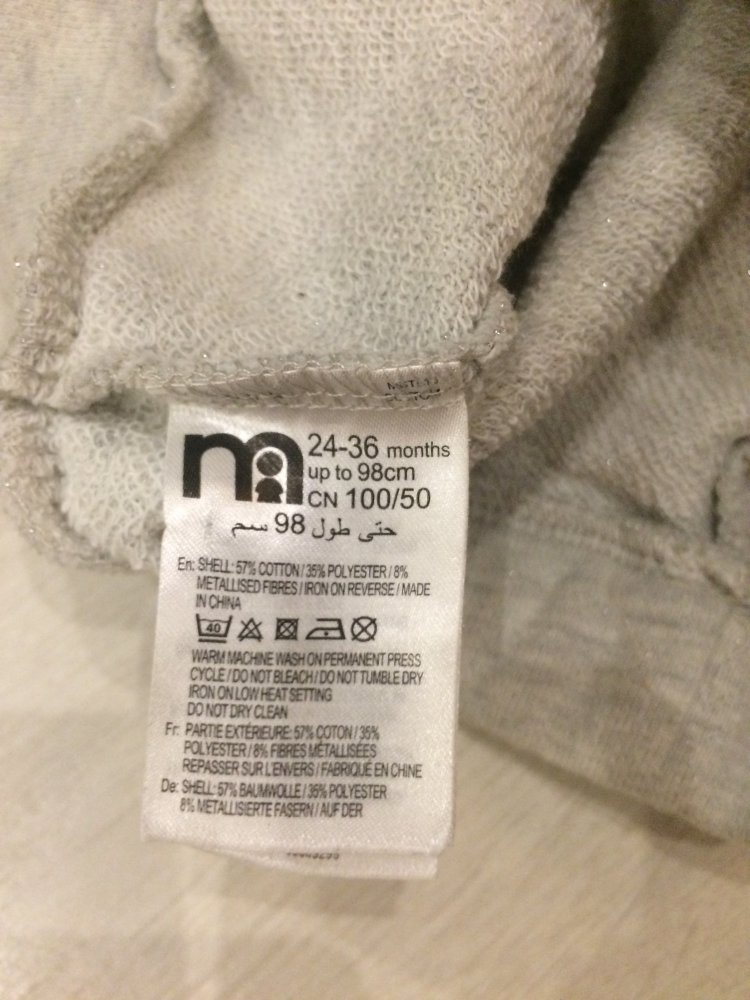 m
24-36 months
up to 98cm
CN 100/50
حتى طول 98 سم
En: SHELL: 57% COTTON / 35% POLYESTER / 8%
METALLISED FIBRES / IRON ON REVERSE / MADE
IN CHINA
40
WARM MACHINE WASH ON PERMANENT PRESS
CYCLE / DO NOT BLEACH / DO NOT TUMBLE DRY
IRON ON LOW HEAT SETTING
DO NOT DRY CLEAN
Fr: PARTIE EXTÉRIEURE: 57% COTON / 35%
POLYESTER / 8% FIBRES MÉTALLISÉES
REPASSER SUR L'ENVERS / FABRIQUÉ EN CHINE
De: SHELL: 57% BAUMWOLLE / 35% POLYESTER
8% METALLISIERTE FASERN / AUF DER